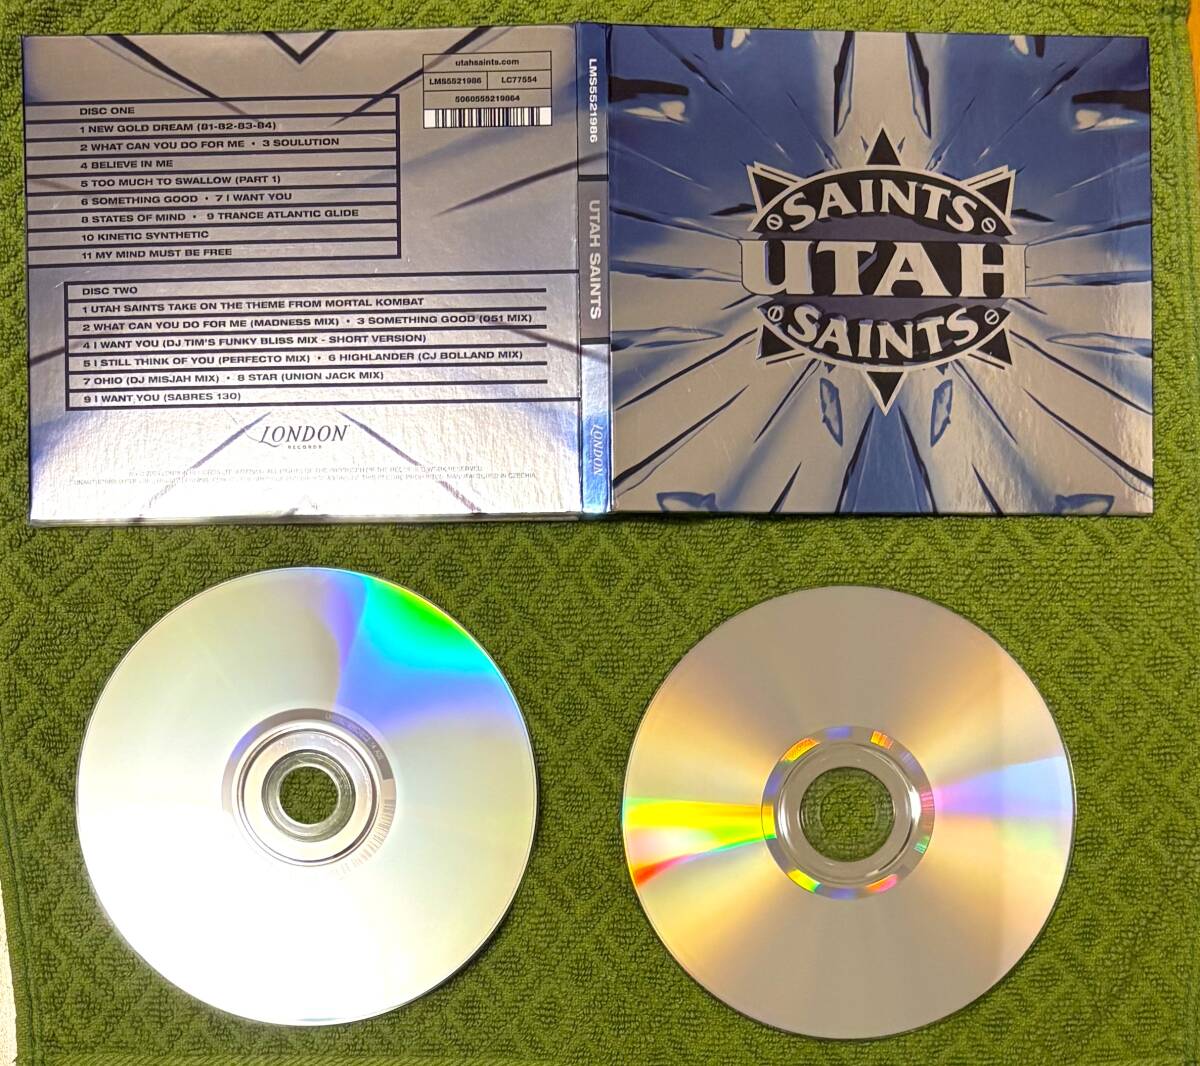 DISC ONE
1 NEW GOLD DREAM (81-82-83-84)
2 WHAT CAN YOU DO FOR ME • 3 SOULUTION
4 BELIEVE IN ME
5 TOO MUCH TO SWALLOW (PART 1)
6 SOMETHING GOOD • 7 I WANT YOU
8 STATES OF MIND • 9 TRANCE ATLANTIC GLIDE
10 KINETIC SYNTHETIC
11 MY MIND MUST BE FREE
DISC TWO
1 UTAH SAINTS TAKE ON THE THEME FROM MORTAL KOMBAT
2 WHAT CAN YOU DO FOR ME (MADNESS MIX) • 3 SOMETHING GOOD (051 MIX)
4 I WANT YOU (DJ TIM'S FUNKY BLISS MIX - SHORT VERSION)
5 I STILL THINK OF YOU (PERFECTO MIX) • 6 HIGHLANDER (CJ BOLLAND MIX)
7 OHIO (DJ MISJAH MIX) • 8 STAR (UNION JACK MIX)
9 I WANT YOU (SABRES 130)
LONDON
RECORDS
utahsaints.com
LMS5521986 LC77554
5060555219864
LMS5521986
UTAH SAINTS
LONDON
SAINTS
UTAH
SAINTS